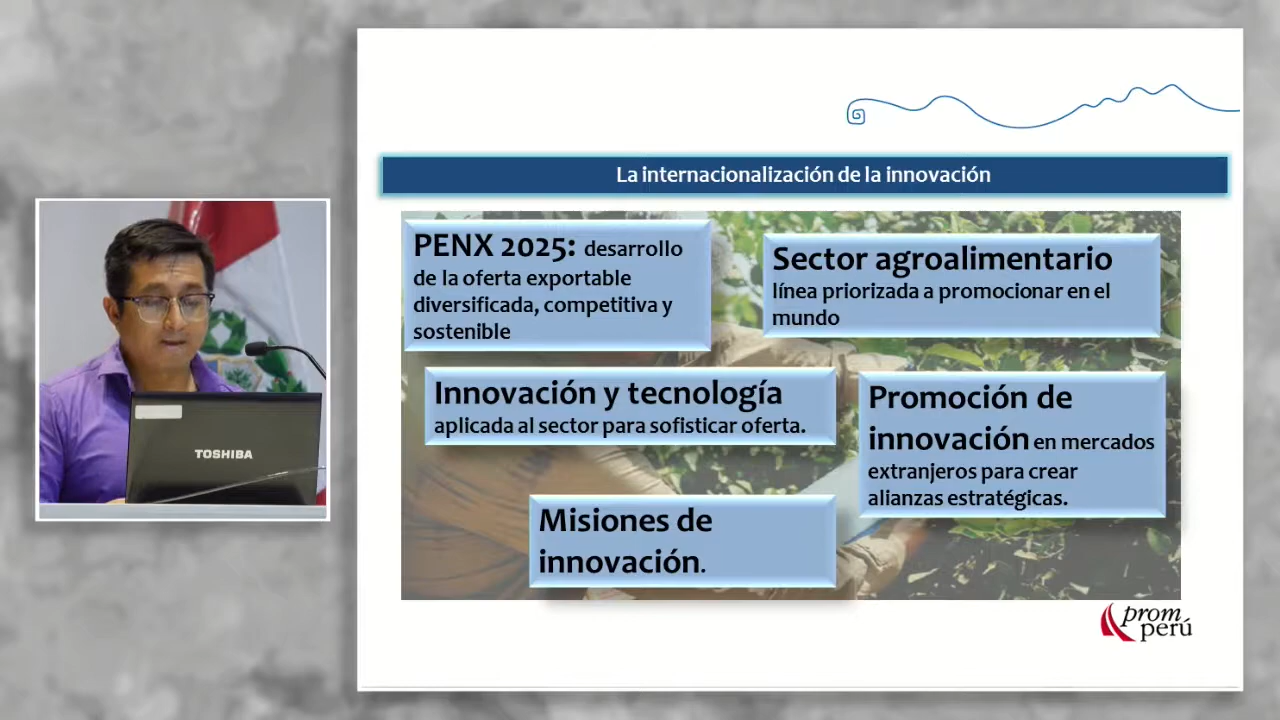 La internacionalización de la innovación
PENX 2025: desarrollo
de la oferta exportable
diversificada, competitiva y
sostenible
Sector agroalimentario
línea priorizada a promocionar en el
mundo
Innovación y tecnología
aplicada al sector para sofisticar oferta.
Promoción de
innovación en mercados
extranjeros para crear
alianzas estratégicas.
Misiones de
innovación.
TOSHIBA
prom
perú